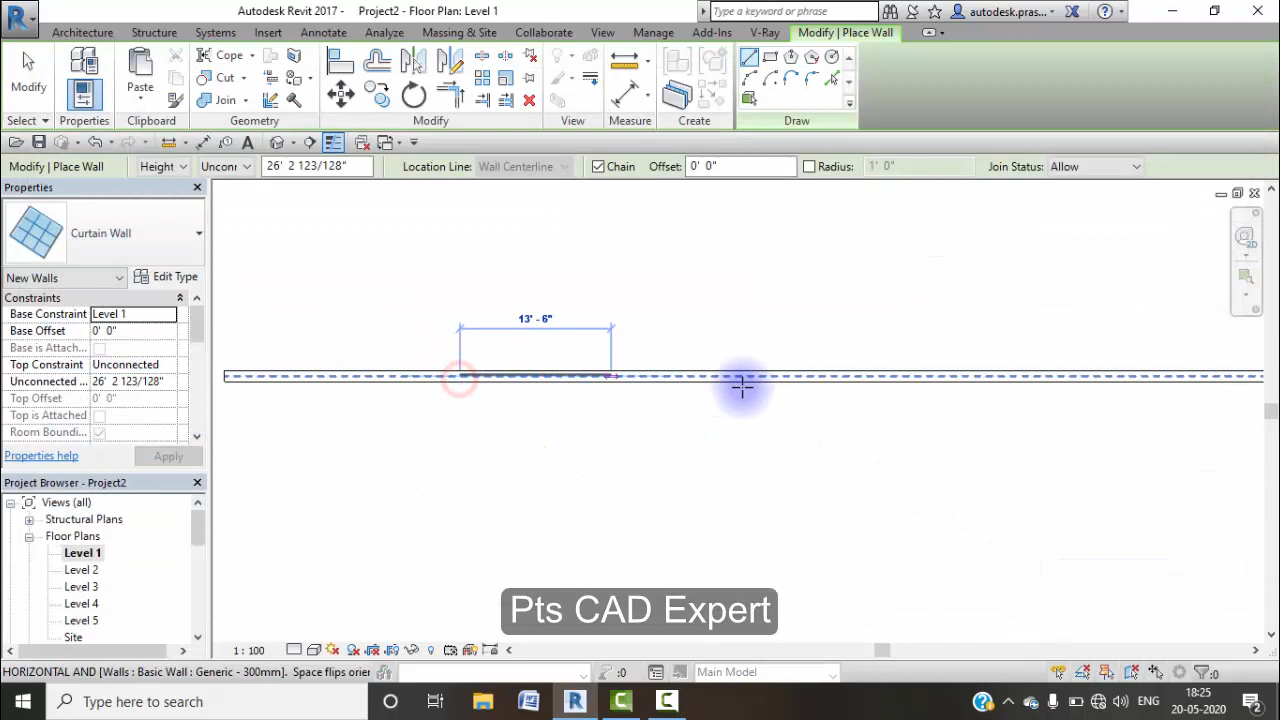 Autodesk Revit 2017 - Project2 - Floor Plan: Level 1
Type a keyword or phrase
autodesk.pras...
Architecture Structure Systems Insert Annotate Analyze Massing & Site Collaborate View Manage Add-Ins V-Ray Modify | Place Wall
Modify Paste Cope Cut Join
Select Properties Clipboard Geometry Modify View Measure Create Draw
Modify | Place Wall Height Unconr 26' 2 123/128" Location Line: Wall Centerline Chain Offset: 0' 0" Radius: 1' 0" Join Status: Allow
Properties
Curtain Wall
New Walls Edit Type
Constraints
Base Constraint Level 1
Base Offset 0' 0"
Base is Attach...
Top Constraint Unconnected
Unconnected ... 26' 2 123/128"
Top Offset 0' 0"
Top is Attached
Room Boundi...
Properties help Apply
13' - 6"
Project Browser - Project2
Views (all)
Structural Plans
Floor Plans
Level 1
Level 2
Level 3
Level 4
Level 5
Site
Pts CAD Expert
1 : 100
HORIZONTAL AND [Walls : Basic Wall : Generic - 300mm]. Space flips orier
:0 Main Model :0
Type here to search
ENG 18:25
20-05-2020
2